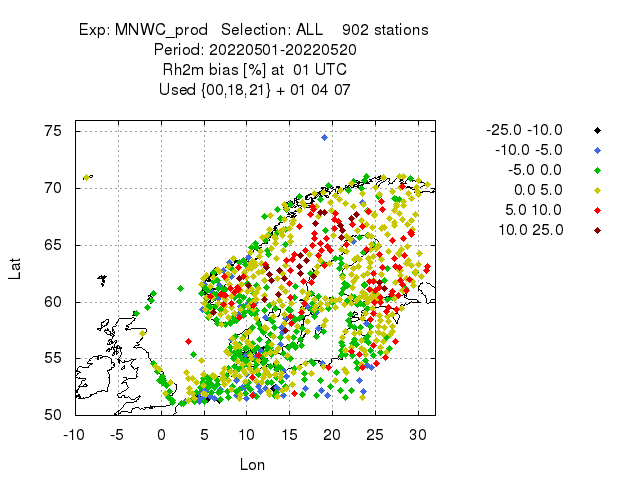 Exp: MNWC_prod Selection: ALL 902 stations
Period: 20220501-20220520
Rh2m bias [%] at 01 UTC
Used {00,18,21} + 01 04 07
-25.0 -10.0
-10.0 -5.0
-5.0 0.0
0.0 5.0
5.0 10.0
10.0 25.0
75
70
65
60
55
50
Lat
-10 -5 0 5 10 15 20 25 30
Lon